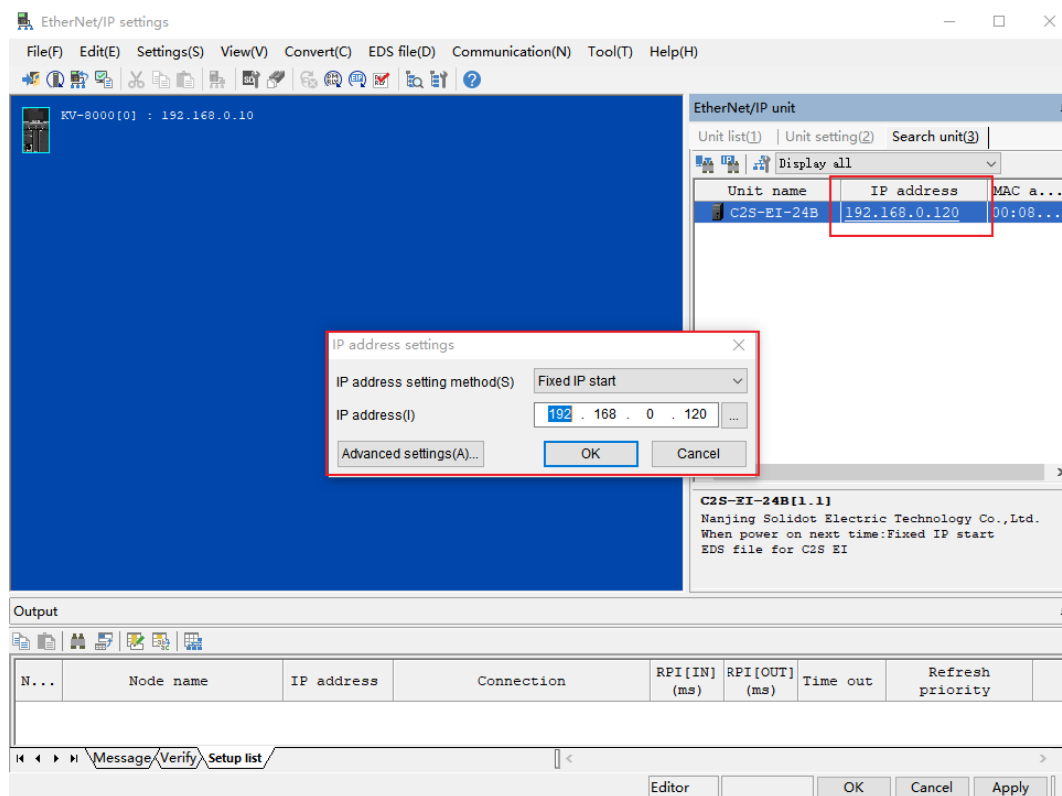 EtherNet/IP settings
File(F) Edit(E) Settings(S) View(V) Convert(C) EDS file(D) Communication(N) Tool(T) Help(H)
KV-8000[0] : 192.168.0.10
EtherNet/IP unit
Unit list(1) Unit setting(2) Search unit(3)
Display all
Unit name IP address MAC a...
C2S-EI-24B 192.168.0.120 00:08...
IP address settings
IP address setting method(S) Fixed IP start
IP address(I) 192 . 168 . 0 . 120 ...
Advanced settings(A)... OK Cancel
C2S-EI-24B[1.1]
Nanjing Solidot Electric Technology Co.,Ltd.
When power on next time:Fixed IP start
EDS file for C2S EI
Output
N... Node name IP address Connection RPI[IN] (ms) RPI[OUT] (ms) Time out Refresh priority
Message Verify Setup list
Editor OK Cancel Apply